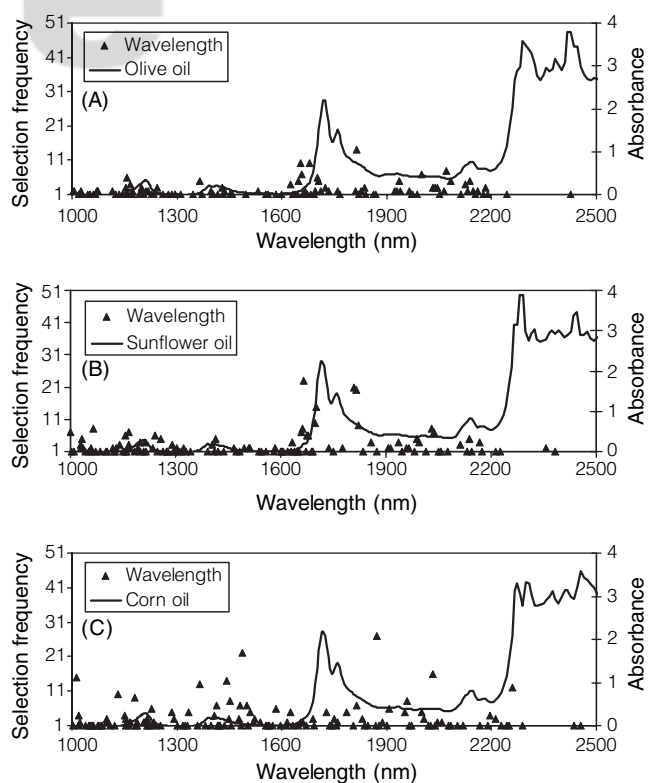 51 4
41 3
31 2
21
11 1
1 0
Selection frequency
Absorbance
Wavelength
Olive oil
(A)
1000 1300 1600 1900 2200 2500
Wavelength (nm)
51 4
41 3
31 2
21
11 1
1 0
Selection frequency
Absorbance
Wavelength
Sunflower oil
(B)
1000 1300 1600 1900 2200 2500
Wavelength (nm)
51 4
41 3
31 2
21
11 1
1 0
Selection frequency
Absorbance
Wavelength
Corn oil
(C)
1000 1300 1600 1900 2200 2500
Wavelength (nm)